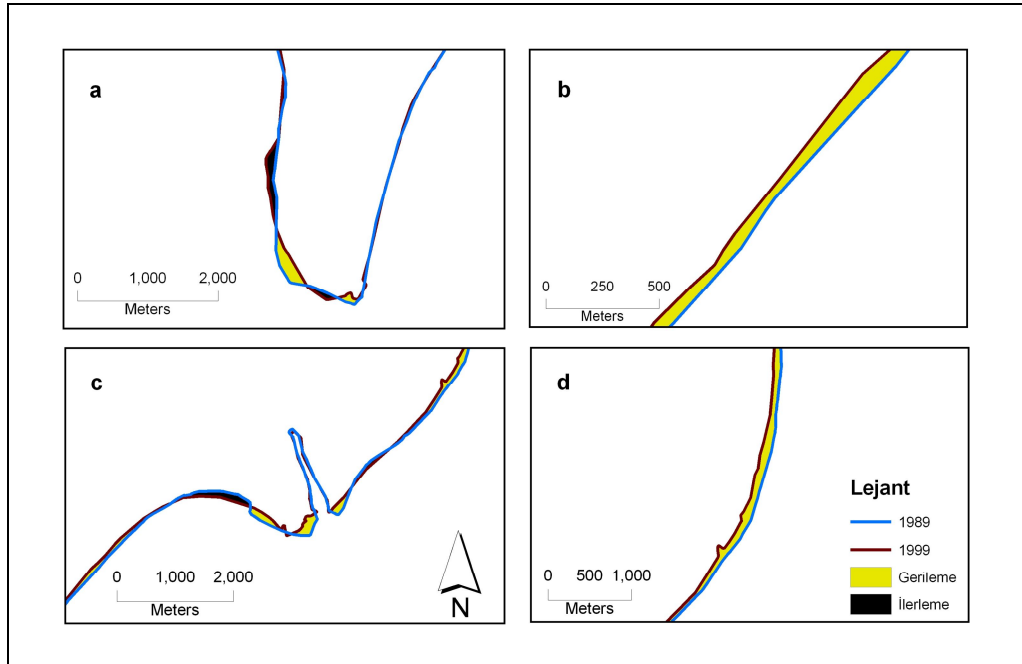 a
0 1,000 2,000
Meters
b
0 250 500
Meters
c
0 1,000 2,000
Meters
N
d
0 500 1,000
Meters
Lejant
1989
1999
Gerileme
İlerleme